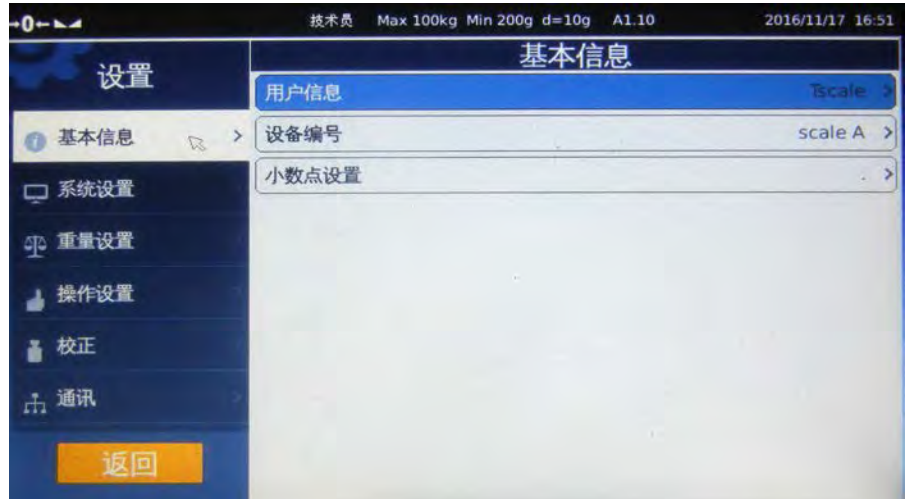 →0← 技术员 Max 100kg Min 200g d=10g A1.10 2016/11/17 16:51
设置
基本信息
系统设置
重量设置
操作设置
校正
通讯
返回
基本信息
用户信息 Tscale >
设备编号 scale A >
小数点设置 . >